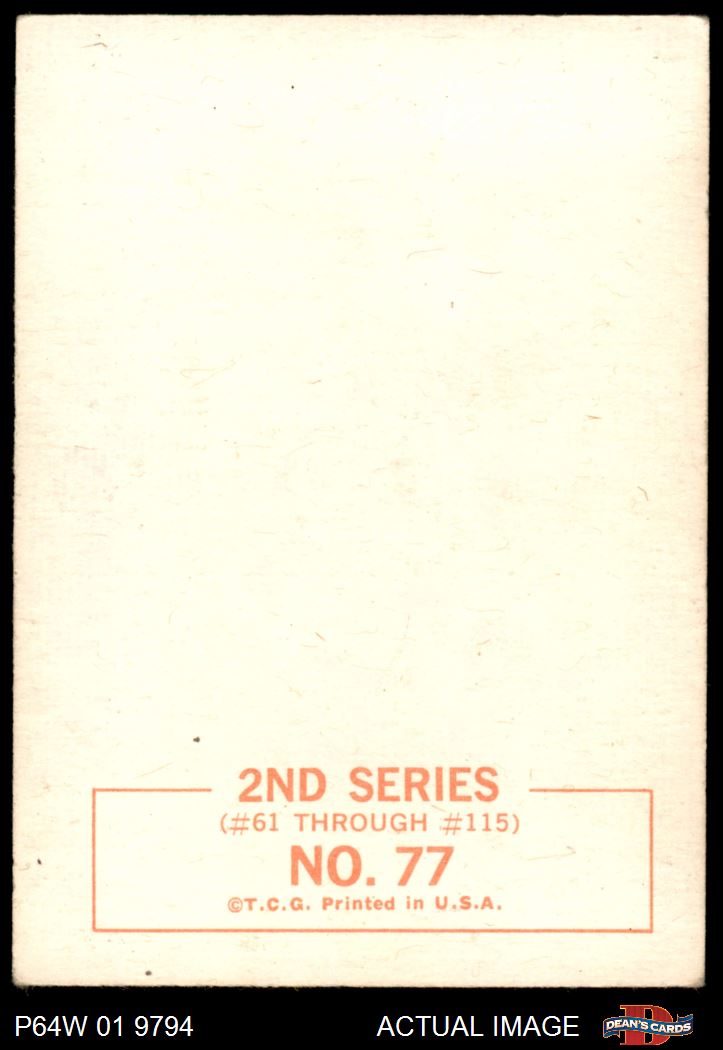 2ND SERIES
(#61 THROUGH #115)
NO. 77
©T.C.G. Printed in U.S.A.
P64W 01 9794 ACTUAL IMAGE DEAN'S CARDS